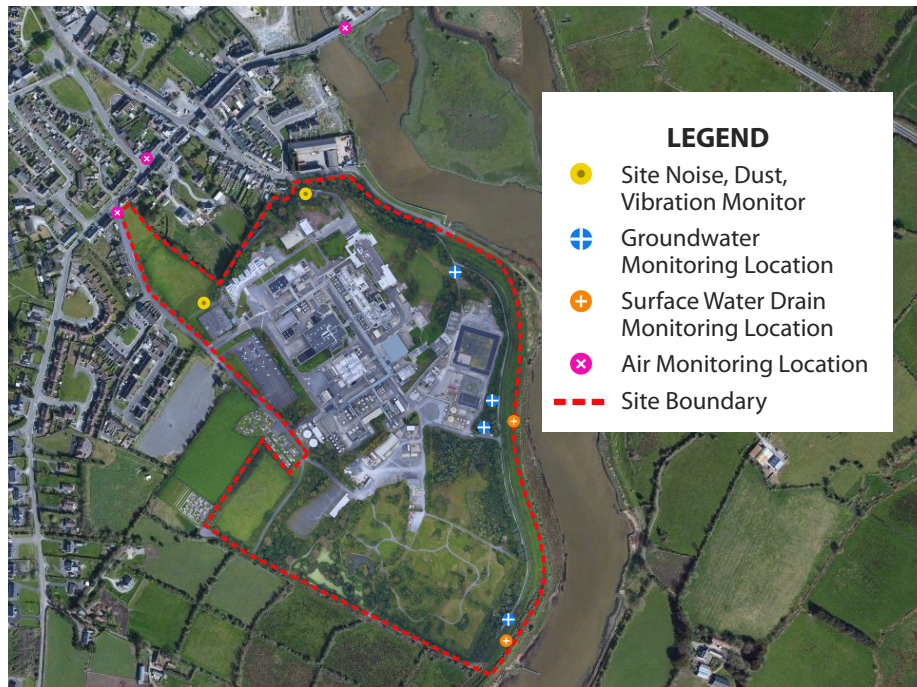 LEGEND
Site Noise, Dust,
Vibration Monitor
Groundwater
Monitoring Location
Surface Water Drain
Monitoring Location
Air Monitoring Location
Site Boundary